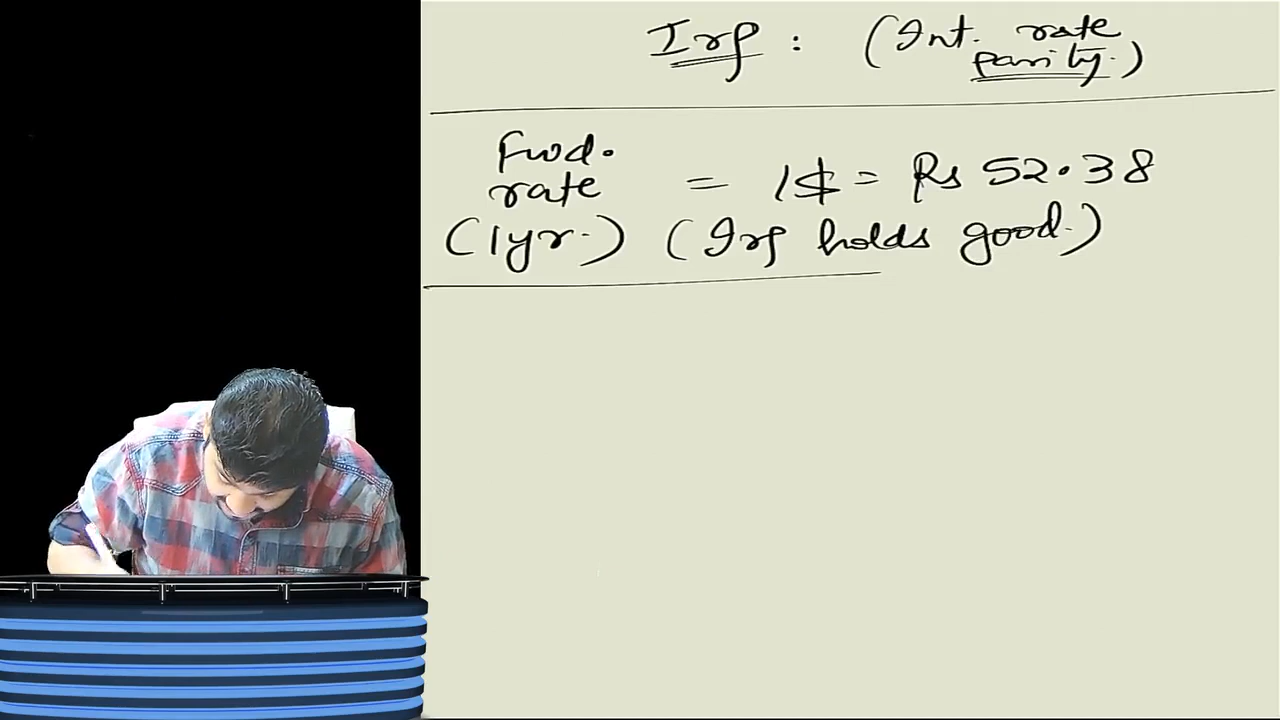 Irp : (Int. rate
parity.)
Fwd.
rate = 1$ = Rs 52.38
(1yr.) (Irp holds good.)